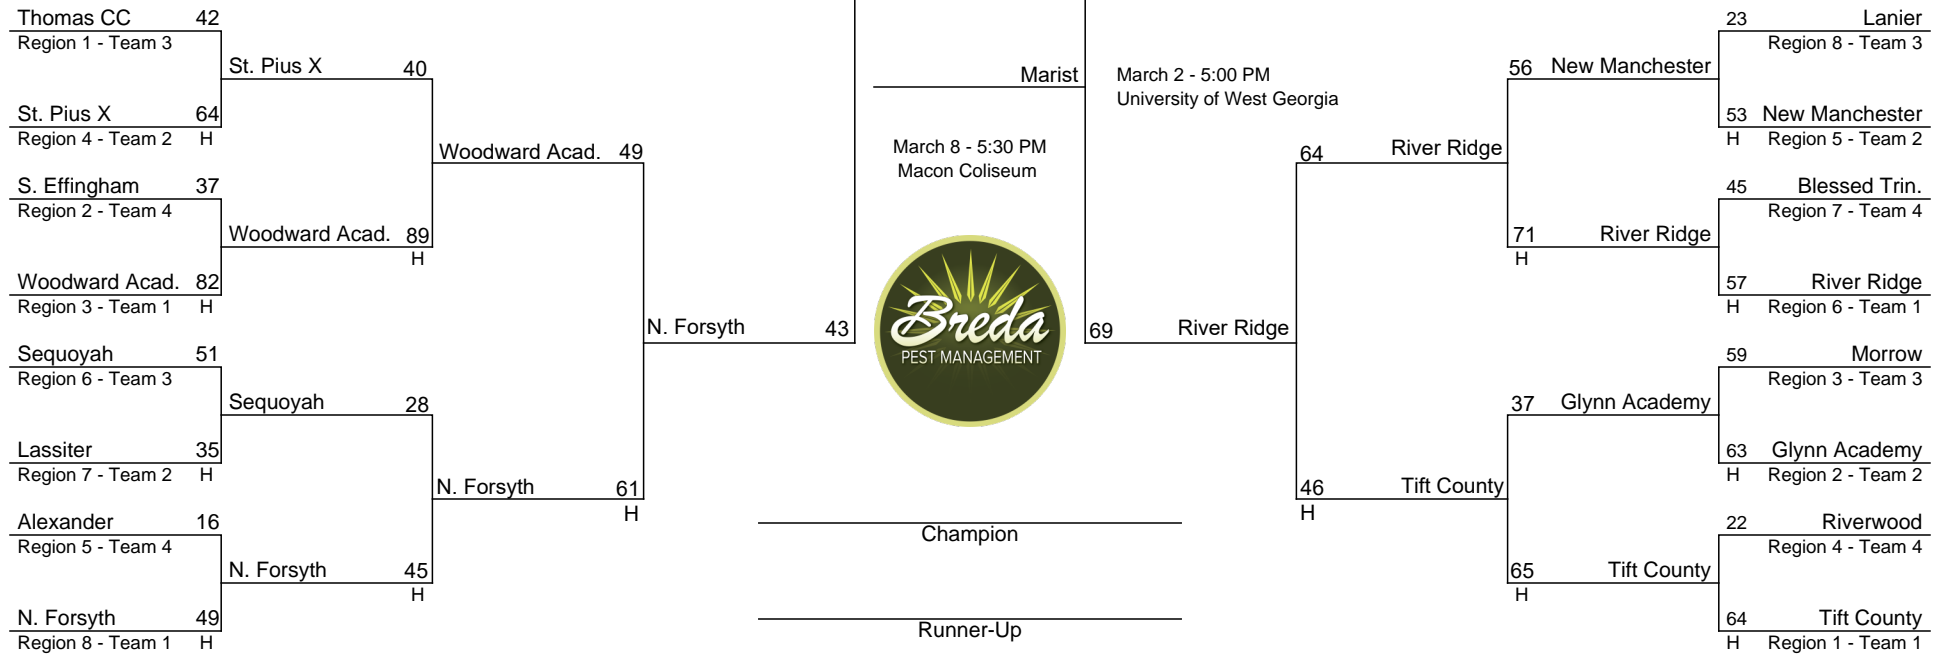 Thomas CC 42
Region 1 - Team 3
St. Pius X 40
St. Pius X 64
Region 4 - Team 2 H
Woodward Acad. 49
S. Effingham 37
Region 2 - Team 4
Woodward Acad. 89
H
Woodward Acad. 82
Region 3 - Team 1 H
N. Forsyth 43
Sequoyah 51
Region 6 - Team 3
Sequoyah 28
Lassiter 35
Region 7 - Team 2 H
N. Forsyth 61
H
Alexander 16
Region 5 - Team 4
N. Forsyth 45
H
N. Forsyth 49
Region 8 - Team 1 H
Marist
March 8 - 5:30 PM
Macon Coliseum
Breda
PEST MANAGEMENT
Champion
Runner-Up
March 2 - 5:00 PM
University of West Georgia
23 Lanier
Region 8 - Team 3
56 New Manchester
53 New Manchester
H Region 5 - Team 2
64 River Ridge
45 Blessed Trin.
Region 7 - Team 4
71 River Ridge
H
57 River Ridge
H Region 6 - Team 1
69 River Ridge
59 Morrow
Region 3 - Team 3
37 Glynn Academy
63 Glynn Academy
H Region 2 - Team 2
46 Tift County
H
22 Riverwood
Region 4 - Team 4
65 Tift County
H
64 Tift County
H Region 1 - Team 1